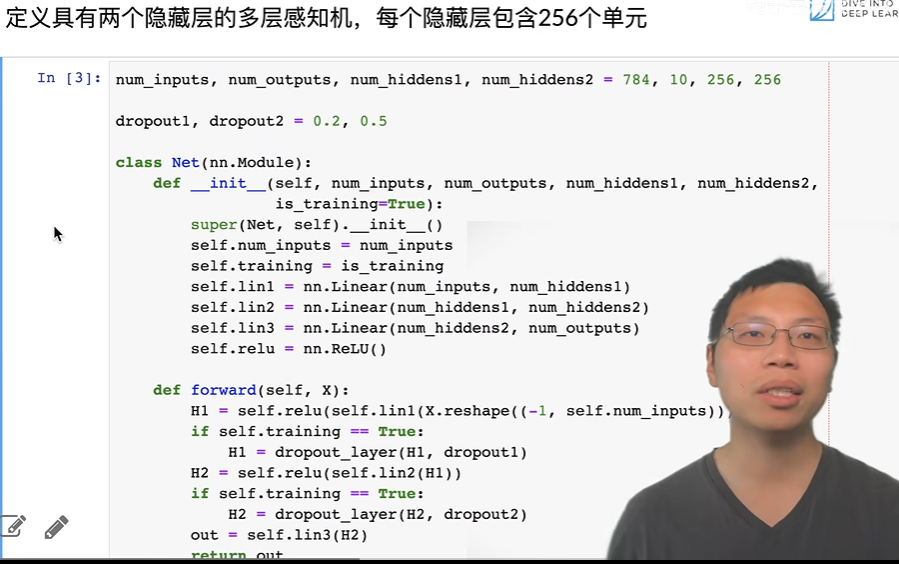 定义具有两个隐藏层的多层感知机，每个隐藏层包含256个单元
DIVE INTO
DEEP LEAR
In [3]:
num_inputs, num_outputs, num_hiddens1, num_hiddens2 = 784, 10, 256, 256
dropout1, dropout2 = 0.2, 0.5
class Net(nn.Module):
    def __init__(self, num_inputs, num_outputs, num_hiddens1, num_hiddens2,
                 is_training=True):
        super(Net, self).__init__()
        self.num_inputs = num_inputs
        self.training = is_training
        self.lin1 = nn.Linear(num_inputs, num_hiddens1)
        self.lin2 = nn.Linear(num_hiddens1, num_hiddens2)
        self.lin3 = nn.Linear(num_hiddens2, num_outputs)
        self.relu = nn.ReLU()
    def forward(self, X):
        H1 = self.relu(self.lin1(X.reshape((-1, self.num_inputs))
        if self.training == True:
            H1 = dropout_layer(H1, dropout1)
        H2 = self.relu(self.lin2(H1))
        if self.training == True:
            H2 = dropout_layer(H2, dropout2)
        out = self.lin3(H2)
        return out